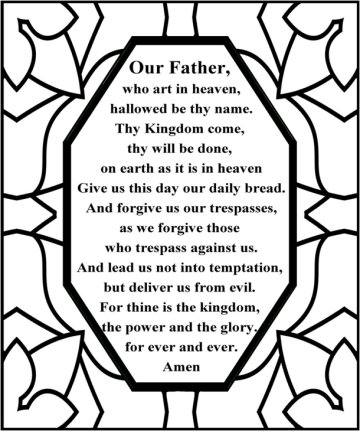 Our Father,
who art in heaven,
hallowed be thy name.
Thy Kingdom come,
thy will be done,
on earth as it is in heaven
Give us this day our daily bread.
And forgive us our trespasses,
as we forgive those
who trespass against us.
And lead us not into temptation,
but deliver us from evil.
For thine is the kingdom,
the power and the glory,
for ever and ever.
Amen